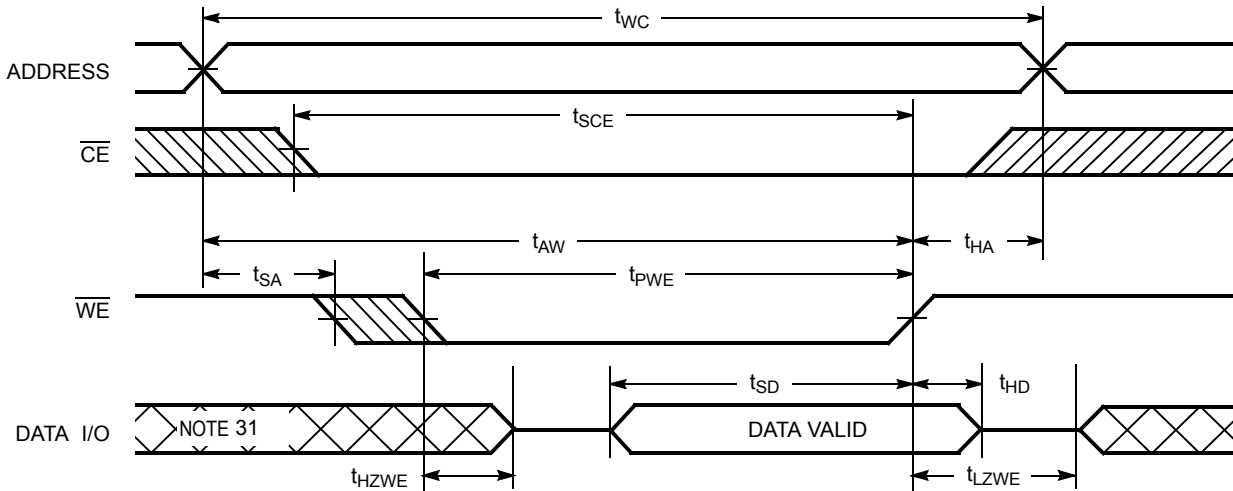 tWC
ADDRESS
tSCE
CE
tAW
tHA
tSA
tPWE
WE
tSD
tHD
DATA I/O
NOTE 31
DATA VALID
tHZWE
tLZWE